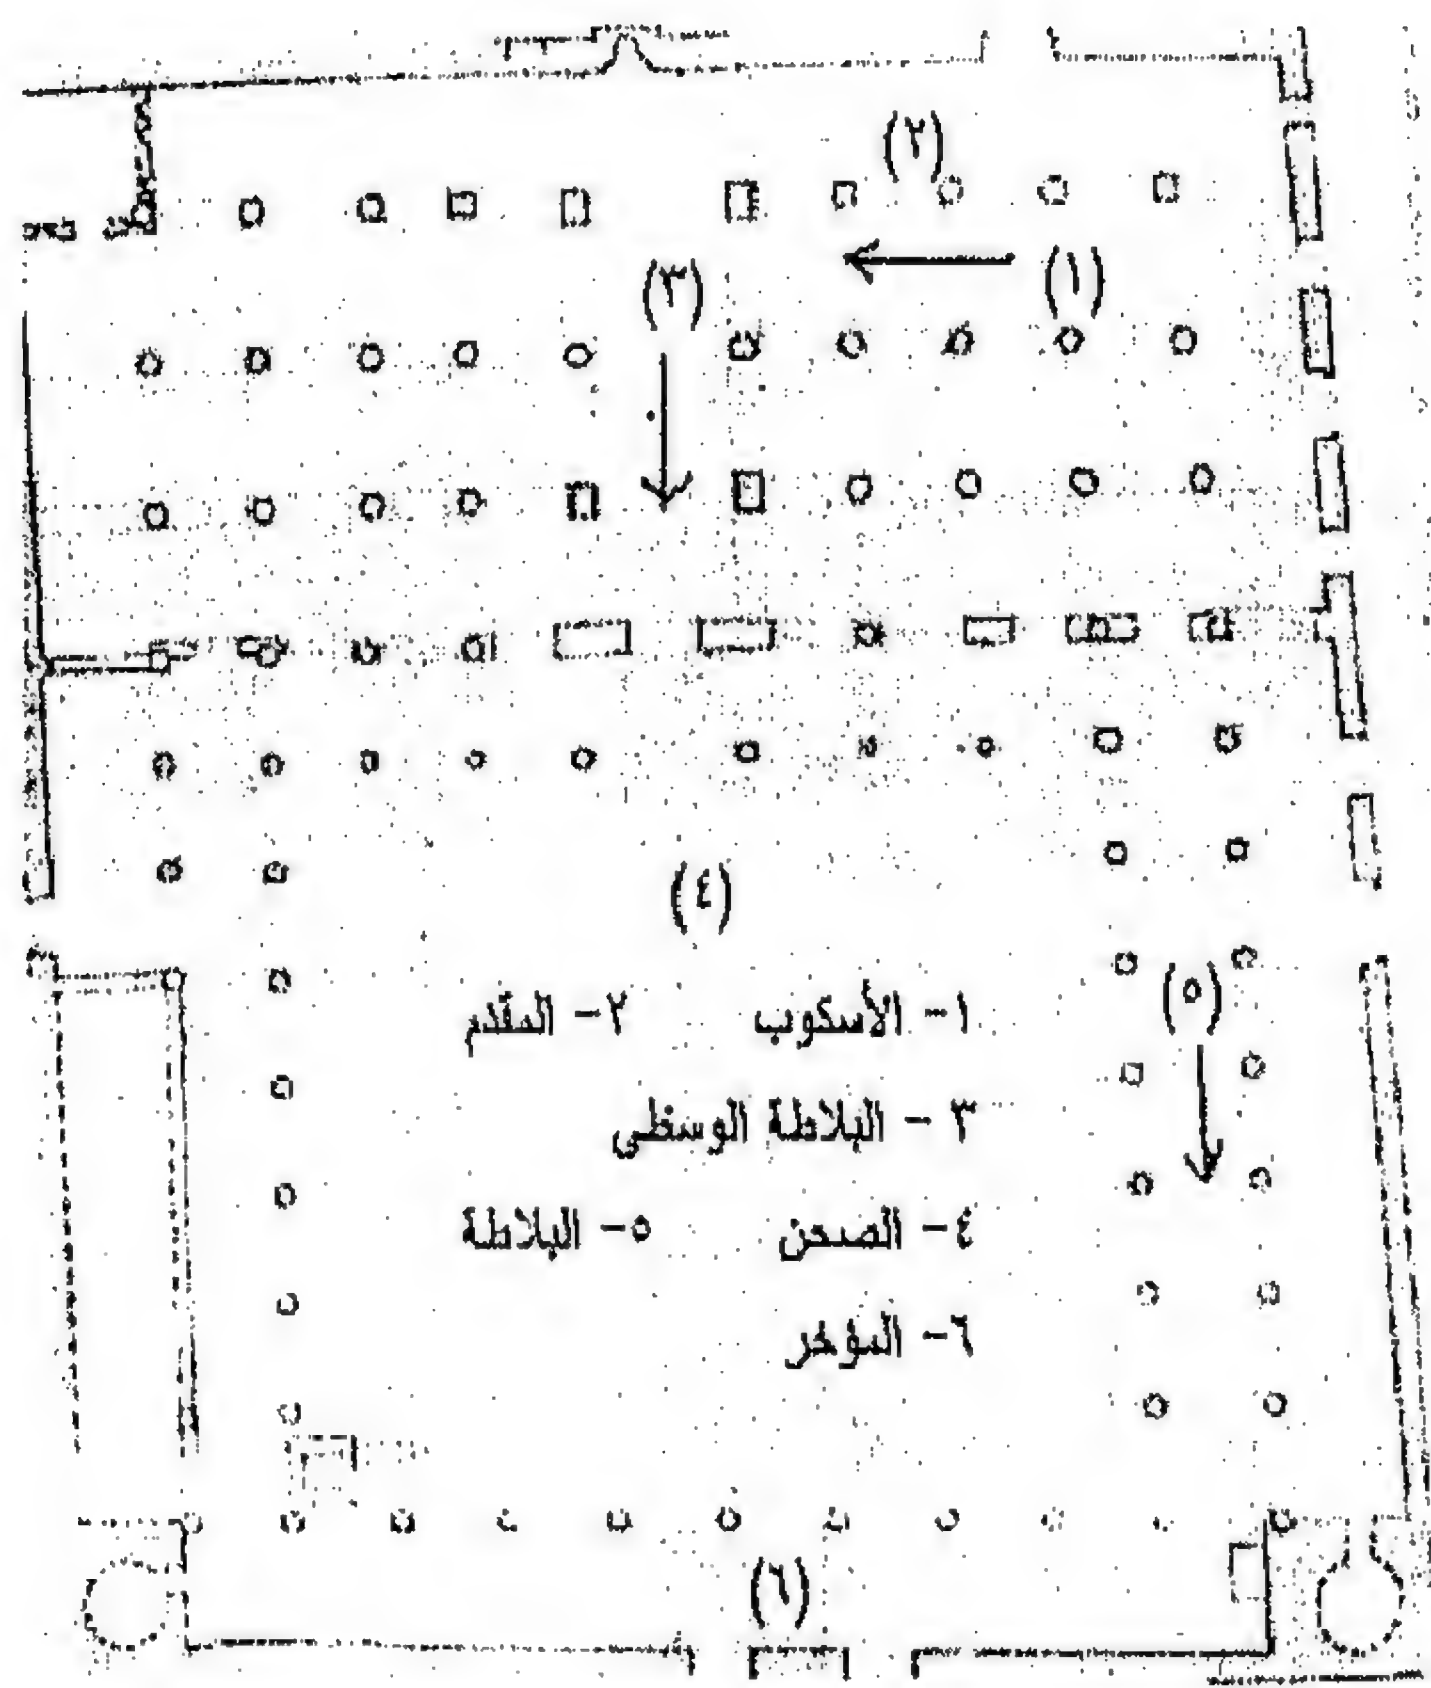 (٢)
(١)
(٣)
(٤)
(٥)
١- الأسكوب ٢- المقدم
٣ - البلاطة الوسطى
٤- الصحن ٥- البلاطة
٦- المؤخر
(٦)